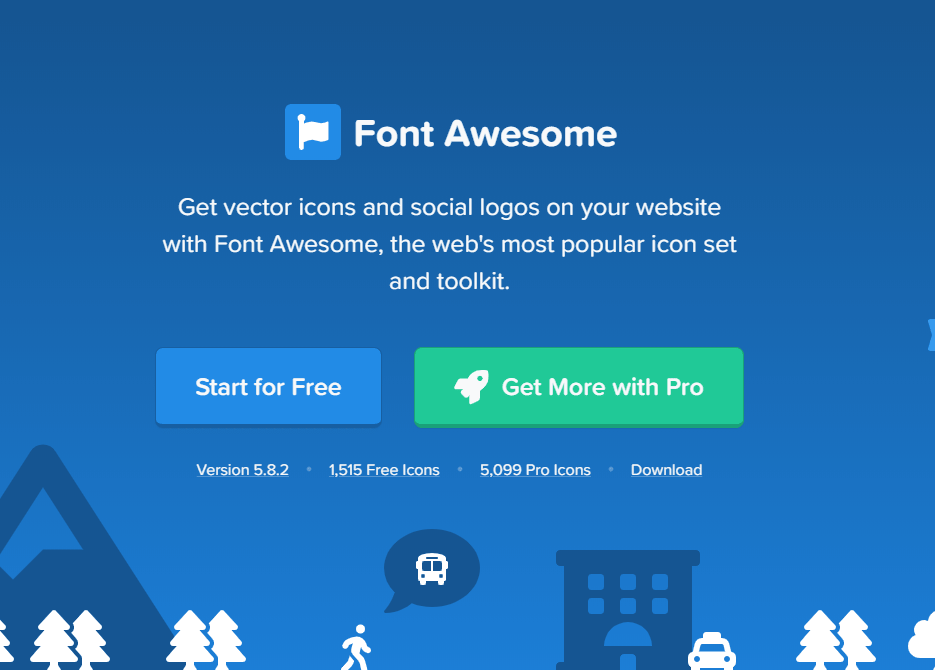 Font Awesome
Get vector icons and social logos on your website
with Font Awesome, the web's most popular icon set
and toolkit.
Start for Free
Get More with Pro
Version 5.8.2 • 1,515 Free Icons • 5,099 Pro Icons • Download